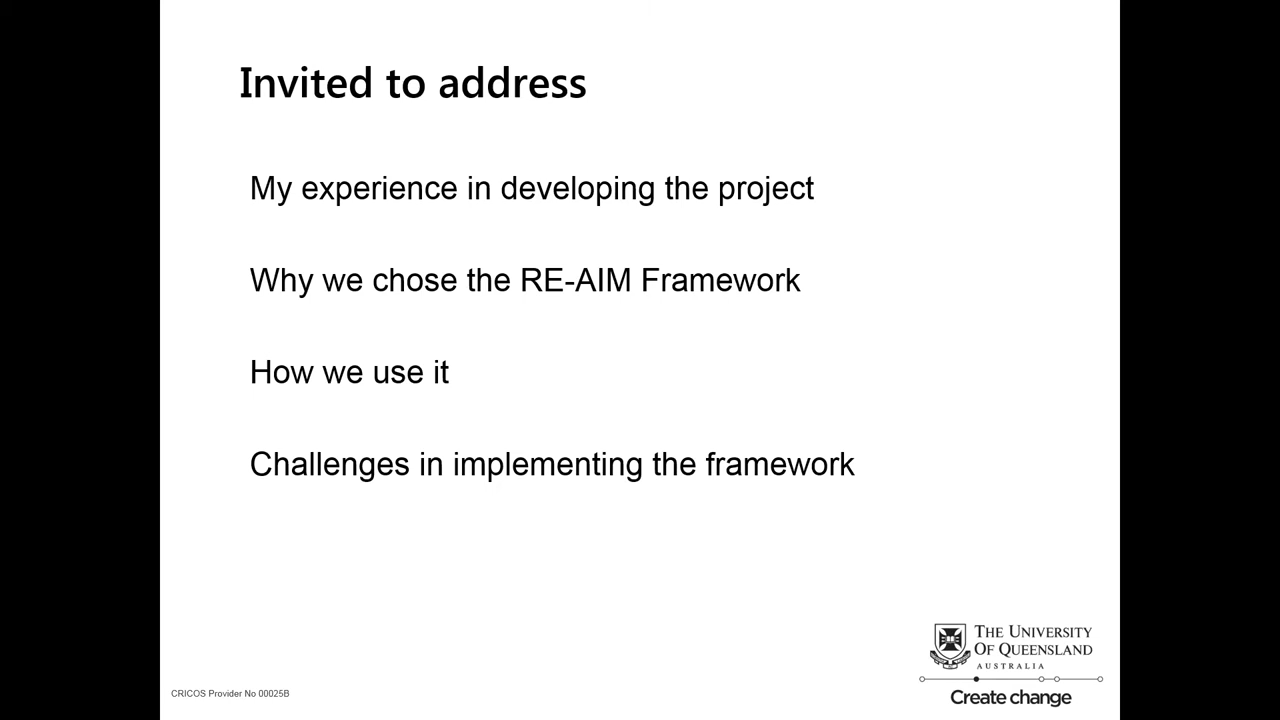 Invited to address
My experience in developing the project
Why we chose the RE-AIM Framework
How we use it
Challenges in implementing the framework
THE UNIVERSITY
OF QUEENSLAND
AUSTRALIA
CRICOS Provider No 00025B
Create change